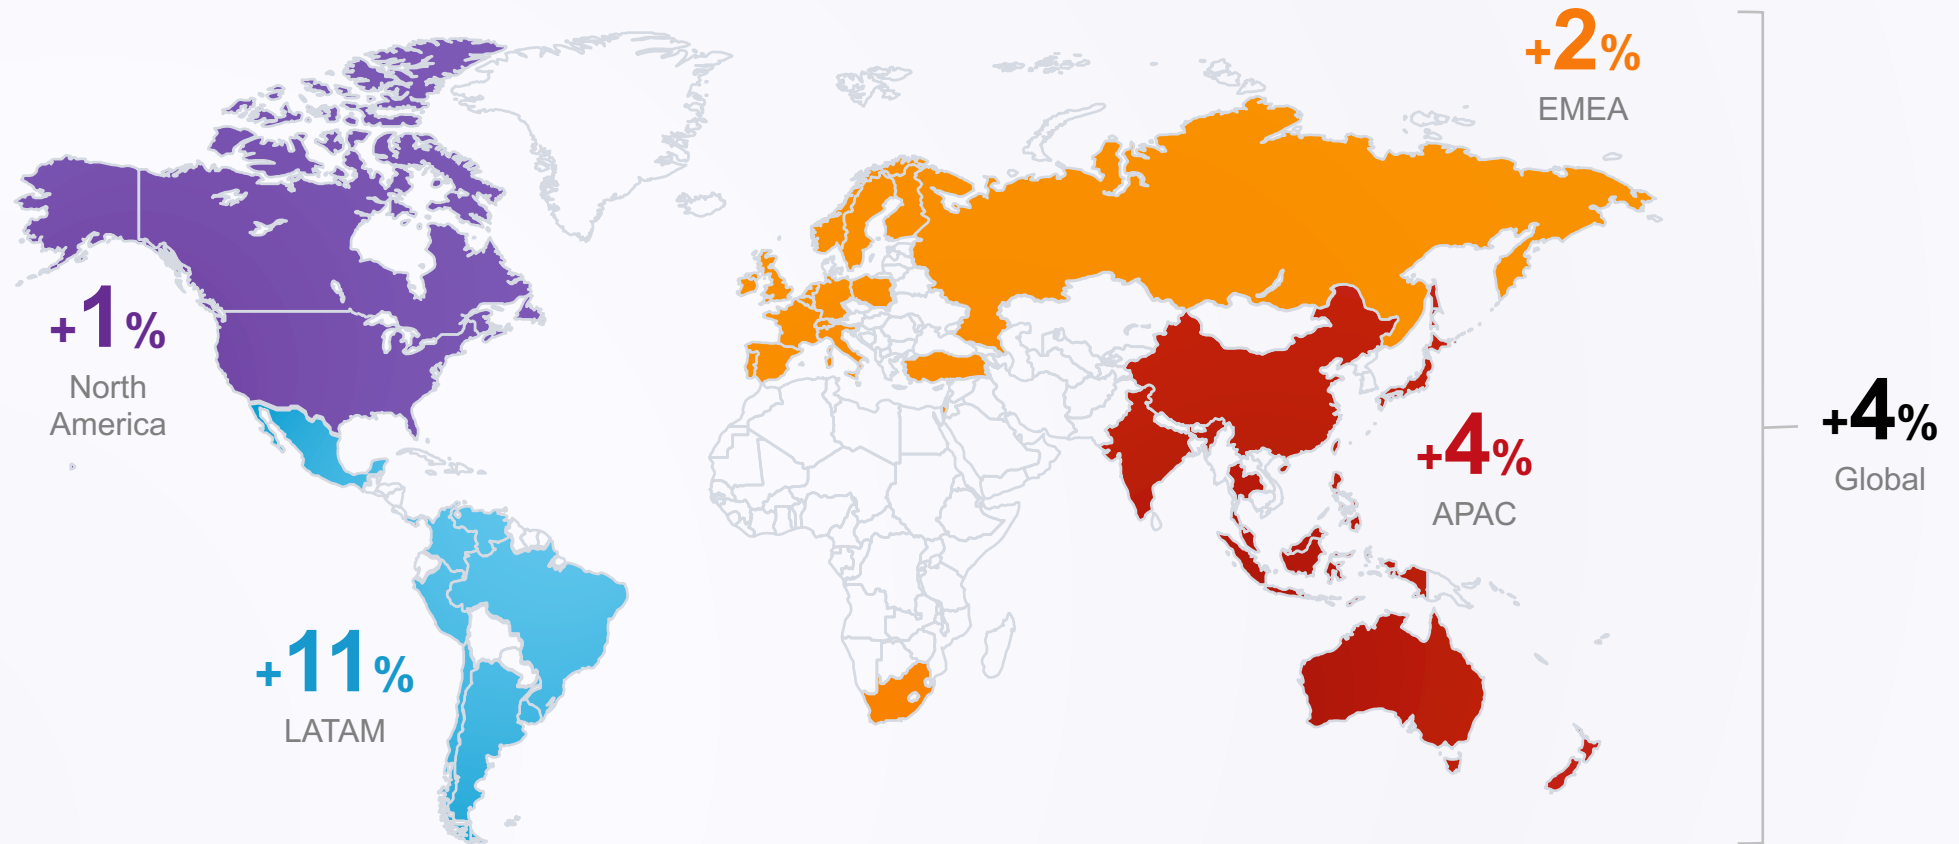 +2%
EMEA
+1%
North
America
+4%
APAC
+4%
Global
+11%
LATAM